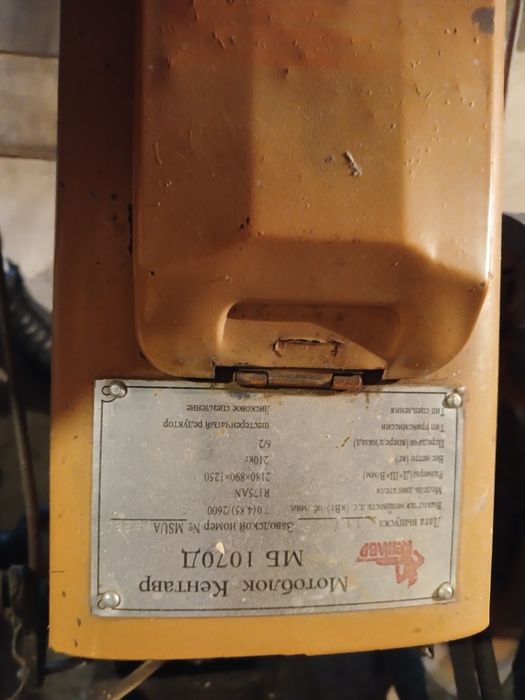 Мотоблок Кентавр
МБ 1070Д
Кентавр
Дата выпуска Заводской номер № MSUA
Выходная мощность л. с. (кВт) /об /мин 7.0 (4.85) /2600
Модель двигателя R175AN
Размеры (Д×Ш×В мм) 2180×890×1250
Вес нетто (кг) 210кг
Передачи (вперед/назад) 6/2
Тип трансмиссии шестеренчатый редуктор
Тип сцепления дисковое сцепление